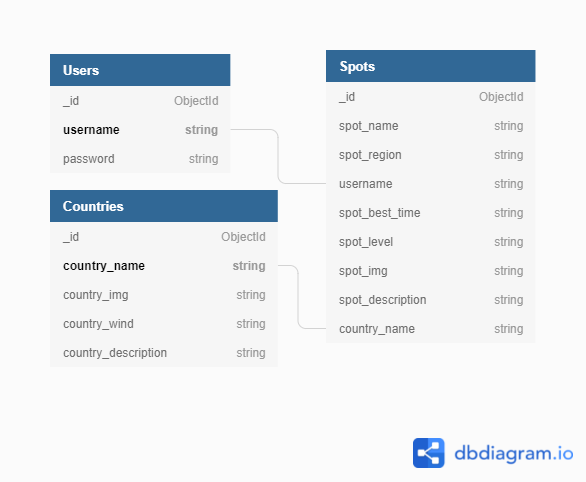 Users
_id ObjectId
username string
password string
Countries
_id ObjectId
country_name string
country_img string
country_wind string
country_description string
Spots
_id ObjectId
spot_name string
spot_region string
username string
spot_best_time string
spot_level string
spot_img string
spot_description string
country_name string
dbdiagram.io